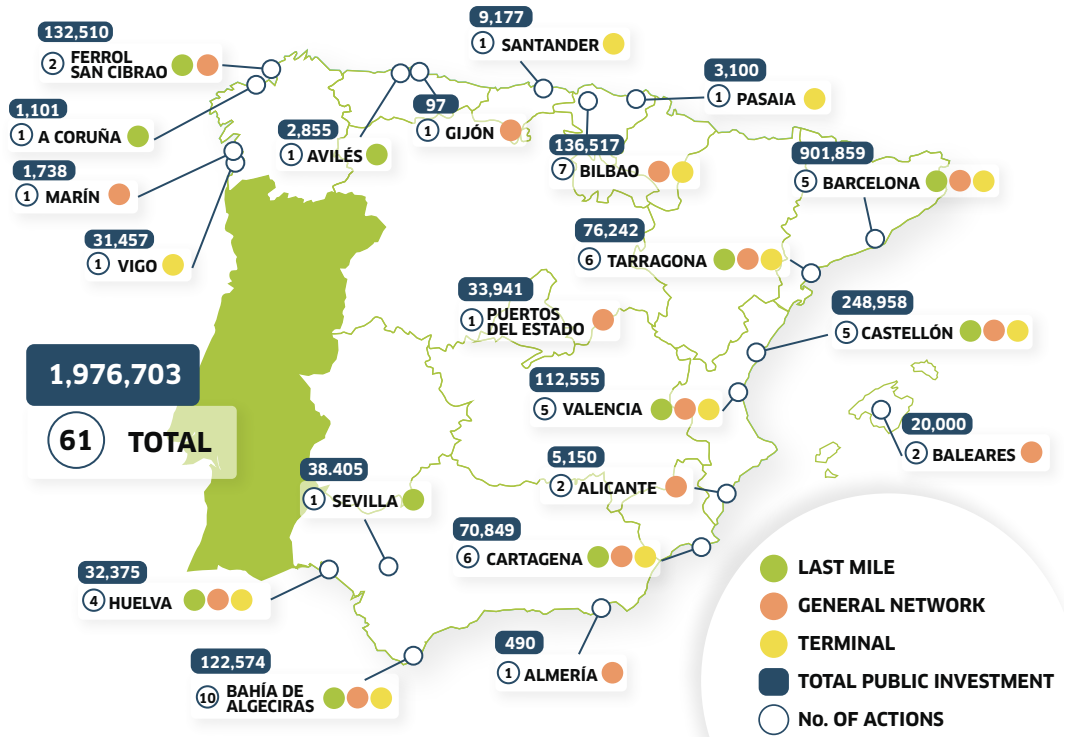 132,510
2 FERROL
SAN CIBRAO
9,177
1 SANTANDER
3,100
1 PASAIA
1,101
1 A CORUÑA
2,855
1 AVILÉS
97
1 GIJÓN
136,517
7 BILBAO
901,859
5 BARCELONA
1,738
1 MARÍN
31,457
1 VIGO
76,242
6 TARRAGONA
33,941
1 PUERTOS
DEL ESTADO
248,958
5 CASTELLÓN
1,976,703
61 TOTAL
112,555
5 VALENCIA
20,000
2 BALEARES
38.405
1 SEVILLA
5,150
2 ALICANTE
70,849
6 CARTAGENA
32,375
4 HUELVA
122,574
10 BAHÍA DE
ALGECIRAS
490
1 ALMERÍA
LAST MILE
GENERAL NETWORK
TERMINAL
TOTAL PUBLIC INVESTMENT
No. OF ACTIONS